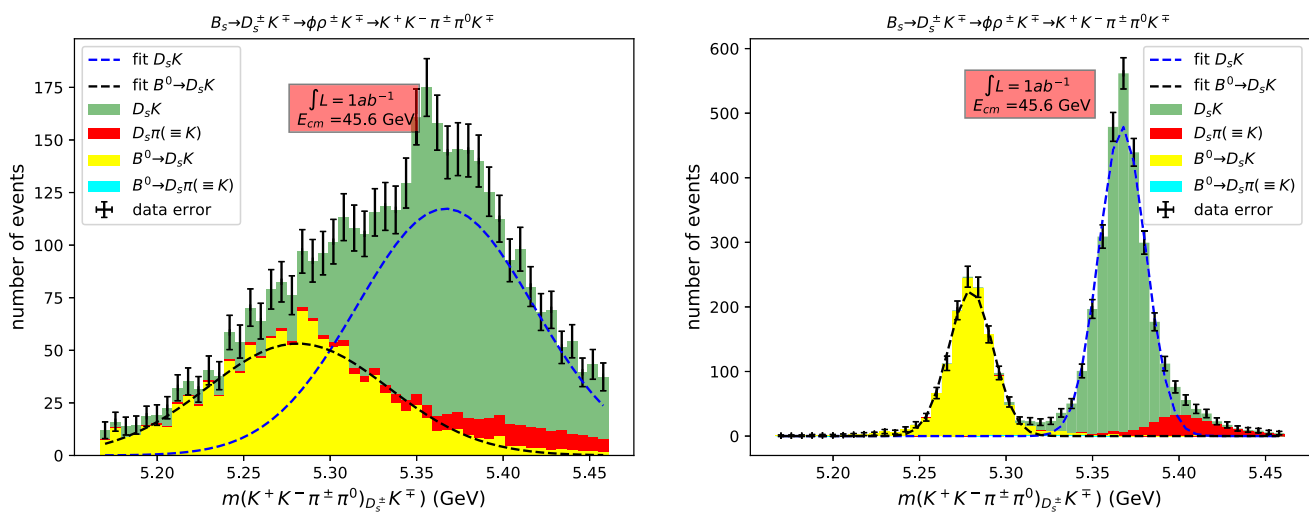 B_s→D_s^±K^∓→ϕρ^±K^∓→K^+K^-π^±π^0K^∓
fit D_sK
fit B^0→D_sK
D_sK
D_sπ(≡K)
B^0→D_sK
B^0→D_sπ(≡K)
data error
∫L = 1ab^{-1}
E_{cm} =45.6 GeV
number of events
175
150
125
100
75
50
25
0
5.20
5.25
5.30
5.35
5.40
5.45
m(K^+K^-π^±π^0)_{D_s^±}K^∓) (GeV)
B_s→D_s^±K^∓→ϕρ^±K^∓→K^+K^-π^±π^0K^∓
fit D_sK
fit B^0→D_sK
D_sK
D_sπ(≡K)
B^0→D_sK
B^0→D_sπ(≡K)
data error
∫L = 1ab^{-1}
E_{cm} =45.6 GeV
number of events
600
500
400
300
200
100
0
5.20
5.25
5.30
5.35
5.40
5.45
m(K^+K^-π^±π^0)_{D_s^±}K^∓) (GeV)